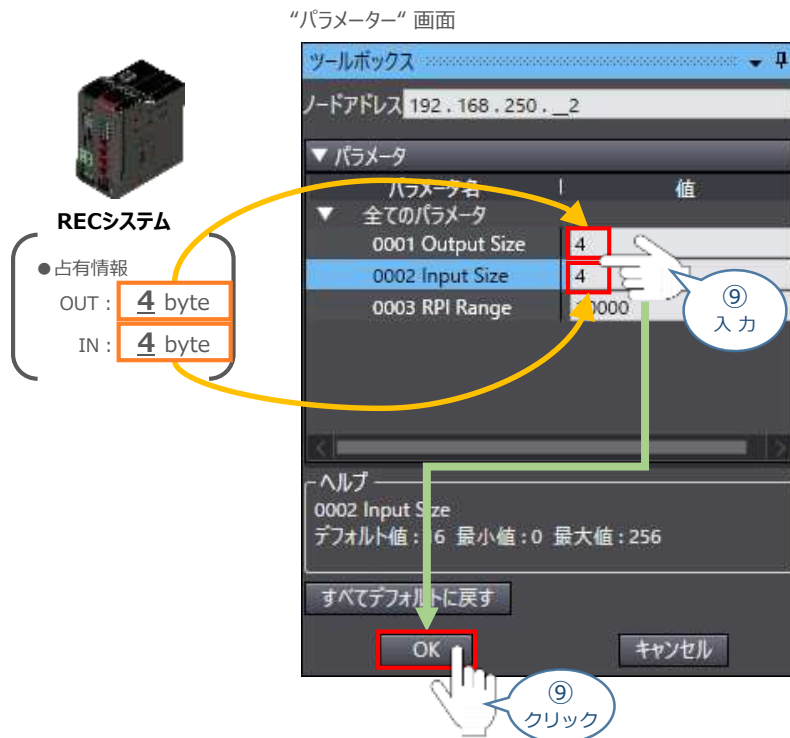 “パラメーター“ 画面
ツールボックス
ノードアドレス 192 . 168 . 250 . __2
▼ パラメータ
パラメータ名 値
▼ 全てのパラメータ
0001 Output Size 4
0002 Input Size 4
0003 RPI Range 0000
RECシステム
●占有情報
OUT : 4 byte
IN : 4 byte
⑨
入 力
ヘルプ
0002 Input Size
デフォルト値 : 16 最小値 : 0 最大値 : 256
すべてデフォルトに戻す
OK キャンセル
⑨
クリック